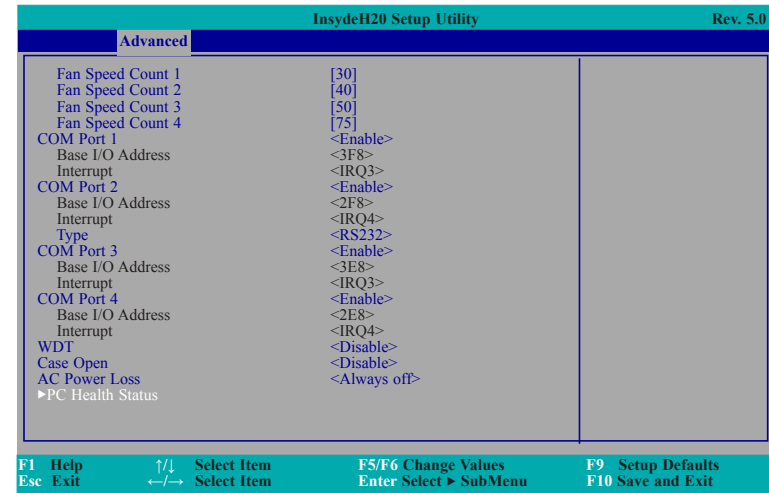 InsydeH20 Setup Utility Rev. 5.0
Advanced
Fan Speed Count 1 [30]
Fan Speed Count 2 [40]
Fan Speed Count 3 [50]
Fan Speed Count 4 [75]
COM Port 1 <Enable>
Base I/O Address <3F8>
Interrupt <IRQ3>
COM Port 2 <Enable>
Base I/O Address <2F8>
Interrupt <IRQ4>
Type <RS232>
COM Port 3 <Enable>
Base I/O Address <3E8>
Interrupt <IRQ3>
COM Port 4 <Enable>
Base I/O Address <2E8>
Interrupt <IRQ4>
WDT <Disable>
Case Open <Disable>
AC Power Loss <Always off>
►PC Health Status
F1 Help ↑/↓ Select Item F5/F6 Change Values F9 Setup Defaults
Esc Exit ←/→ Select Item Enter Select ► SubMenu F10 Save and Exit